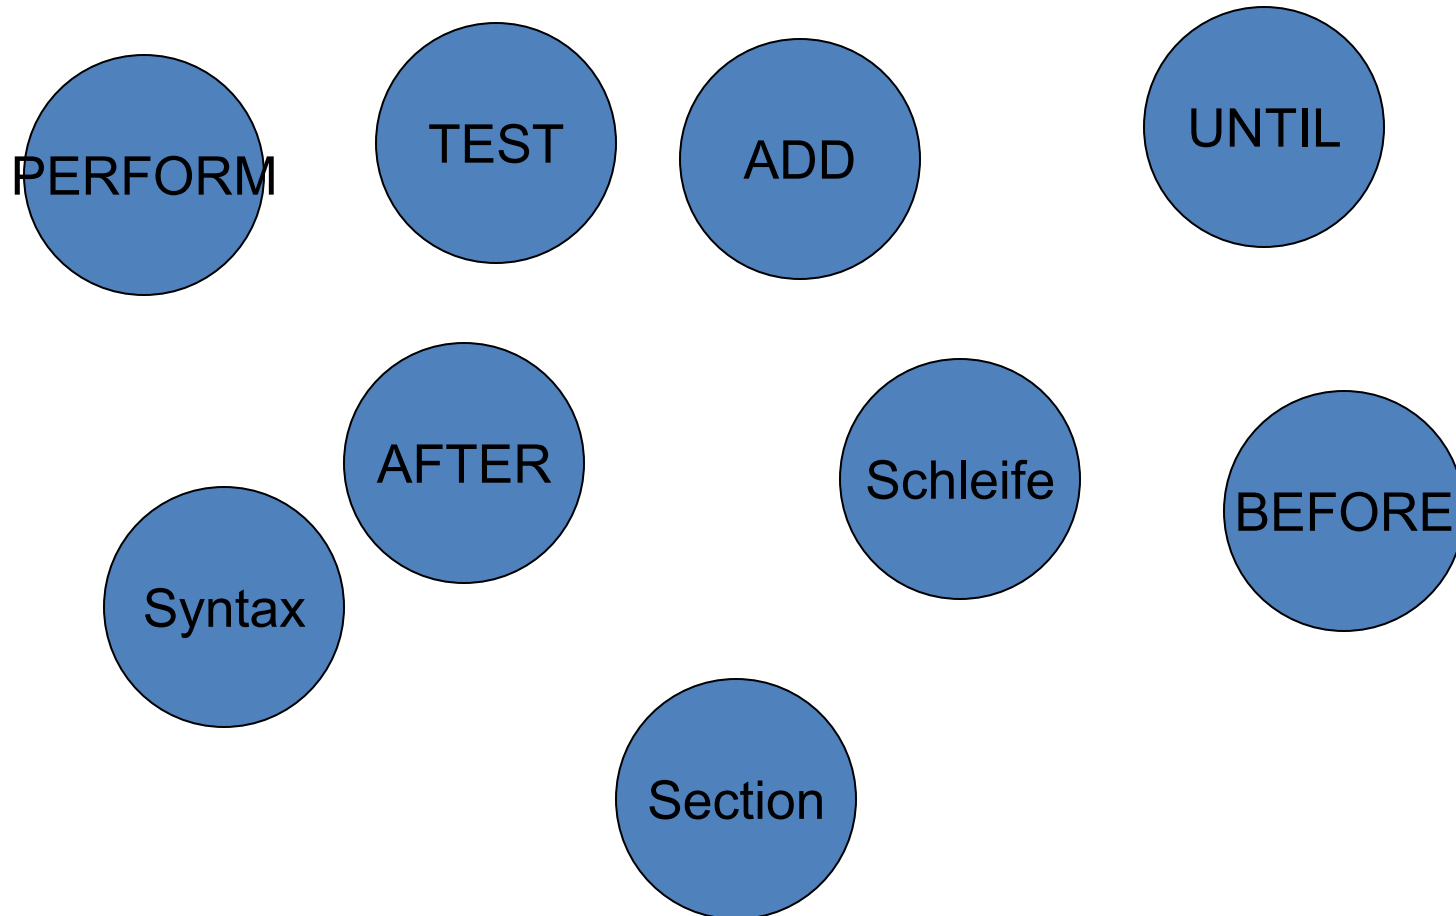 PERFORM
TEST
ADD
UNTIL
AFTER
Schleife
BEFORE
Syntax
Section